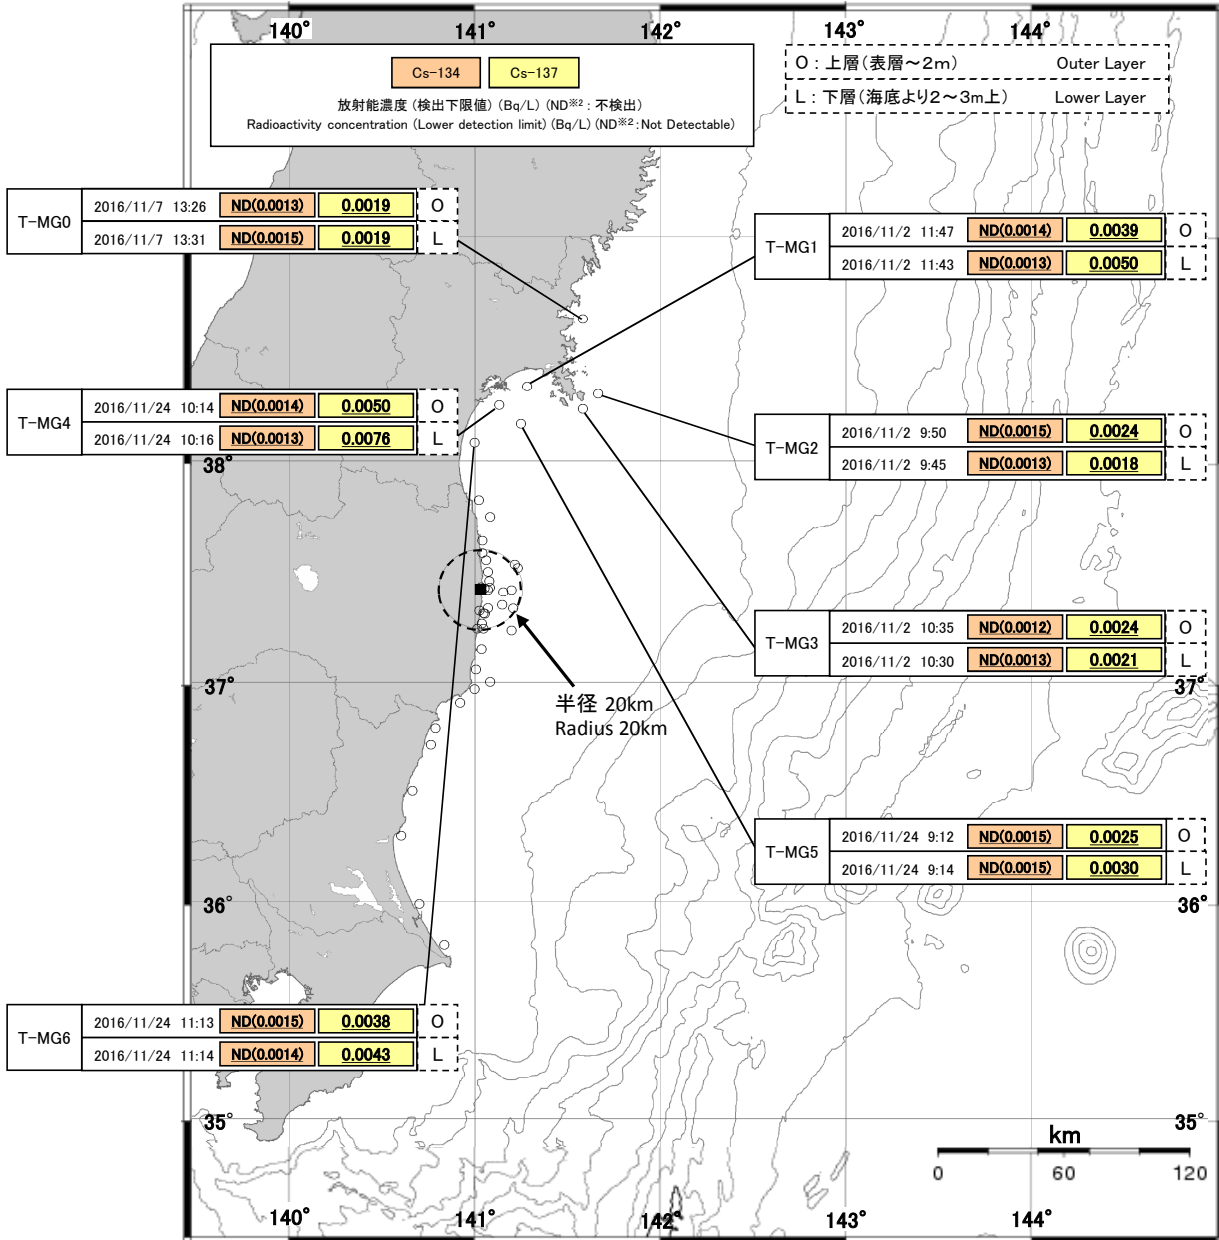 140° 141° 142° 143° 144°
Cs-134 Cs-137
放射能濃度 (検出下限値) (Bq/L) (ND※2 : 不検出)
Radioactivity concentration (Lower detection limit) (Bq/L) (ND※2 : Not Detectable)
O : 上層(表層～2m) Outer Layer
L : 下層(海底より2～3m上) Lower Layer
T-MG0
2016/11/7 13:26 ND(0.0013) 0.0019 O
2016/11/7 13:31 ND(0.0015) 0.0019 L
T-MG1
2016/11/2 11:47 ND(0.0014) 0.0039 O
2016/11/2 11:43 ND(0.0013) 0.0050 L
T-MG4
2016/11/24 10:14 ND(0.0014) 0.0050 O
2016/11/24 10:16 ND(0.0013) 0.0076 L
T-MG2
2016/11/2 9:50 ND(0.0015) 0.0024 O
2016/11/2 9:45 ND(0.0013) 0.0018 L
38°
T-MG3
2016/11/2 10:35 ND(0.0012) 0.0024 O
2016/11/2 10:30 ND(0.0013) 0.0021 L
37° 37°
半径 20km
Radius 20km
T-MG5
2016/11/24 9:12 ND(0.0015) 0.0025 O
2016/11/24 9:14 ND(0.0015) 0.0030 L
36° 36°
T-MG6
2016/11/24 11:13 ND(0.0015) 0.0038 O
2016/11/24 11:14 ND(0.0014) 0.0043 L
35° 35°
km
0 60 120
140° 141° 142° 143° 144°